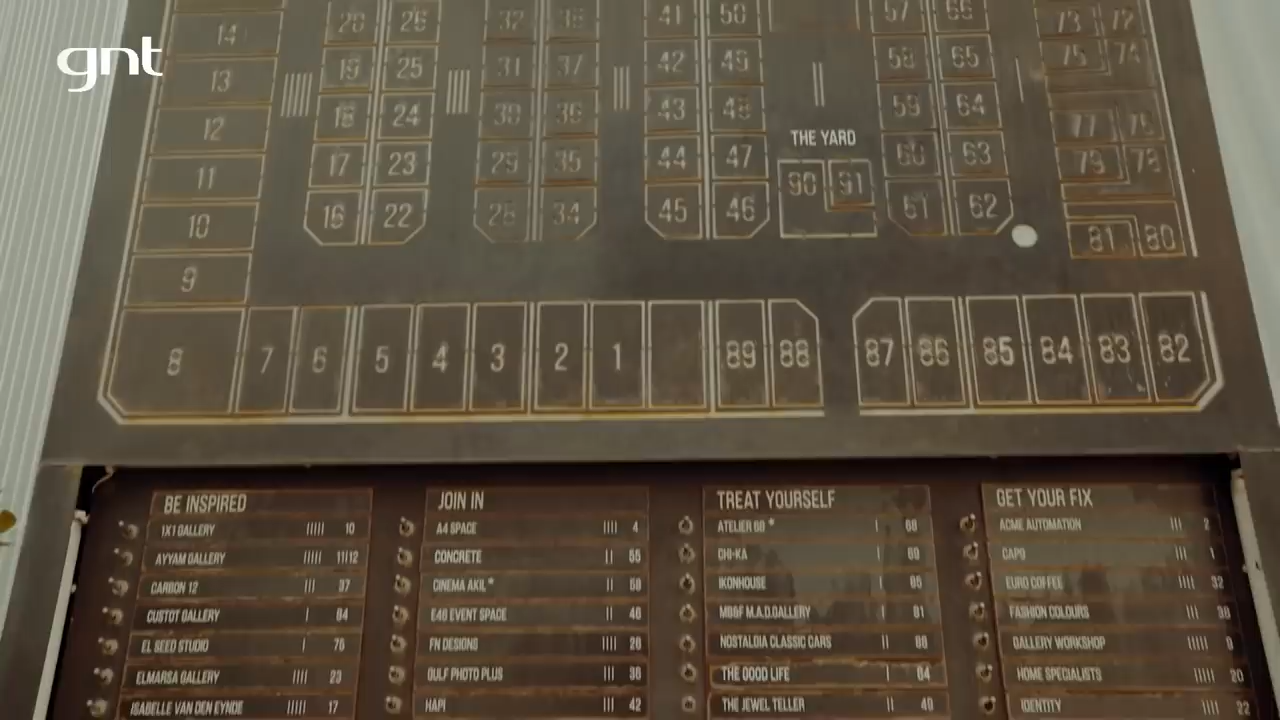 gnt
14 20 26 32 38 41 50 57 66 73 72
13 19 25 31 37 42 49 58 65 75 74
12 18 24 30 36 43 48 59 64 77 76
THE YARD
11 17 23 29 35 44 47 90 91 60 63 79 78
10 16 22 28 34 45 46 61 62 81 80
9
8 7 6 5 4 3 2 1 89 88 87 86 85 84 83 82
BE INSPIRED
1X1 GALLERY 10
AYYAM GALLERY 11/12
CARBON 12 37
CUSTOT GALLERY 84
EL SEED STUDIO 76
ELMARSA GALLERY 23
ISABELLE VAN DEN EYNDE 17
JOIN IN
A4 SPACE 4
CONCRETE 55
CINEMA AKIL*
E46 EVENT SPACE 46
FN DESIGNS 26
GULF PHOTO PLUS 36
HAPI 42
TREAT YOURSELF
ATELIER 68 * 68
CHI-KA 69
IKONHOUSE
MB&F M.A.D.GALLERY
NOSTALGIA CLASSIC CARS
THE GOOD LIFE 64
THE JEWEL TELLER 49
GET YOUR FIX
ACME AUTOMATION 2
CAPO 1
EURO COFFEE 32
FASHION COLOURS
GALLERY WORKSHOP 9
HOME SPECIALISTS 20
IDENTITY 22